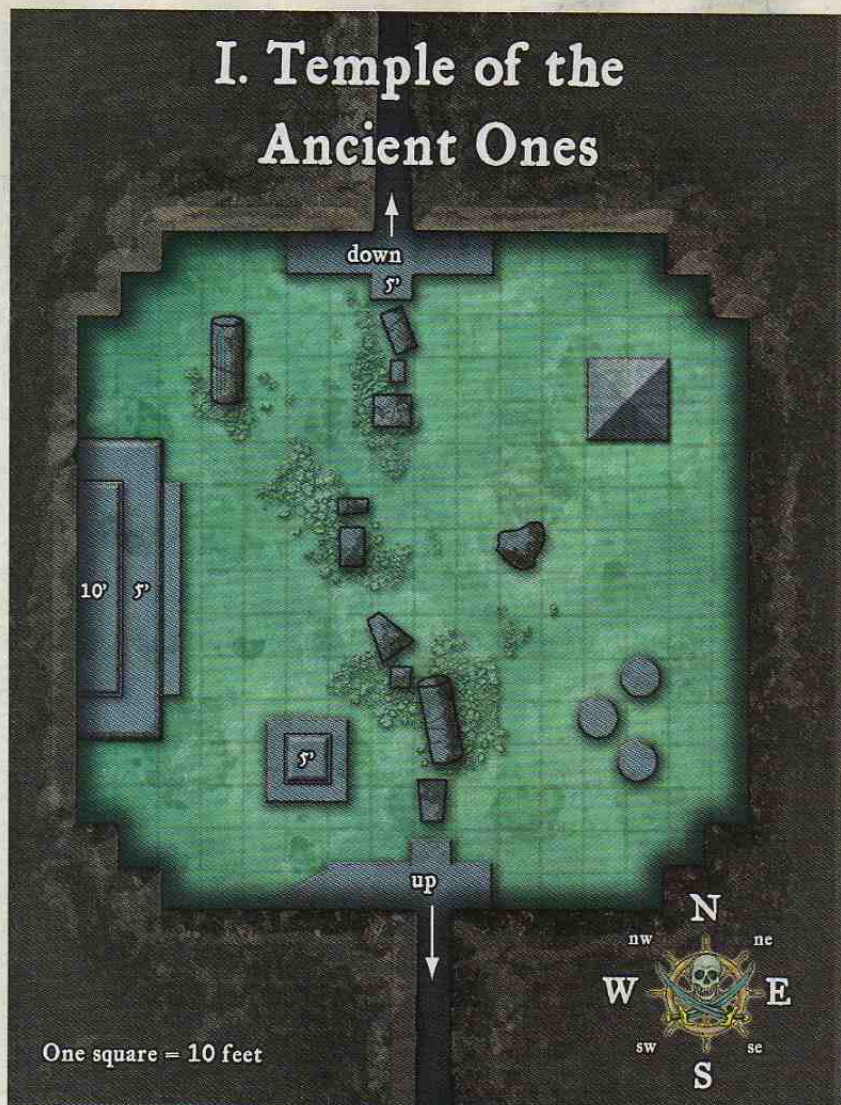 I. Temple of the
Ancient Ones
down
5'
10' 5'
5'
up
N
nw ne
W E
sw se
S
One square = 10 feet